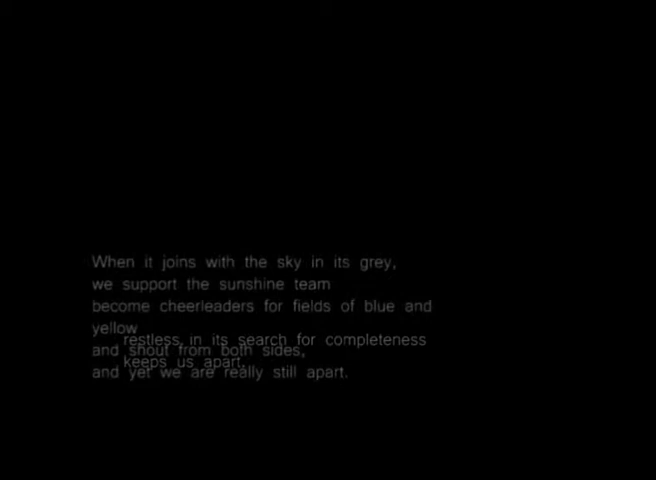 When it joins with the sky in its grey,
we support the sunshine team
become cheerleaders for fields of blue and
yellow
restless in its search for completeness
and shout from both sides,
keeps us apart.
and yet we are really still apart.